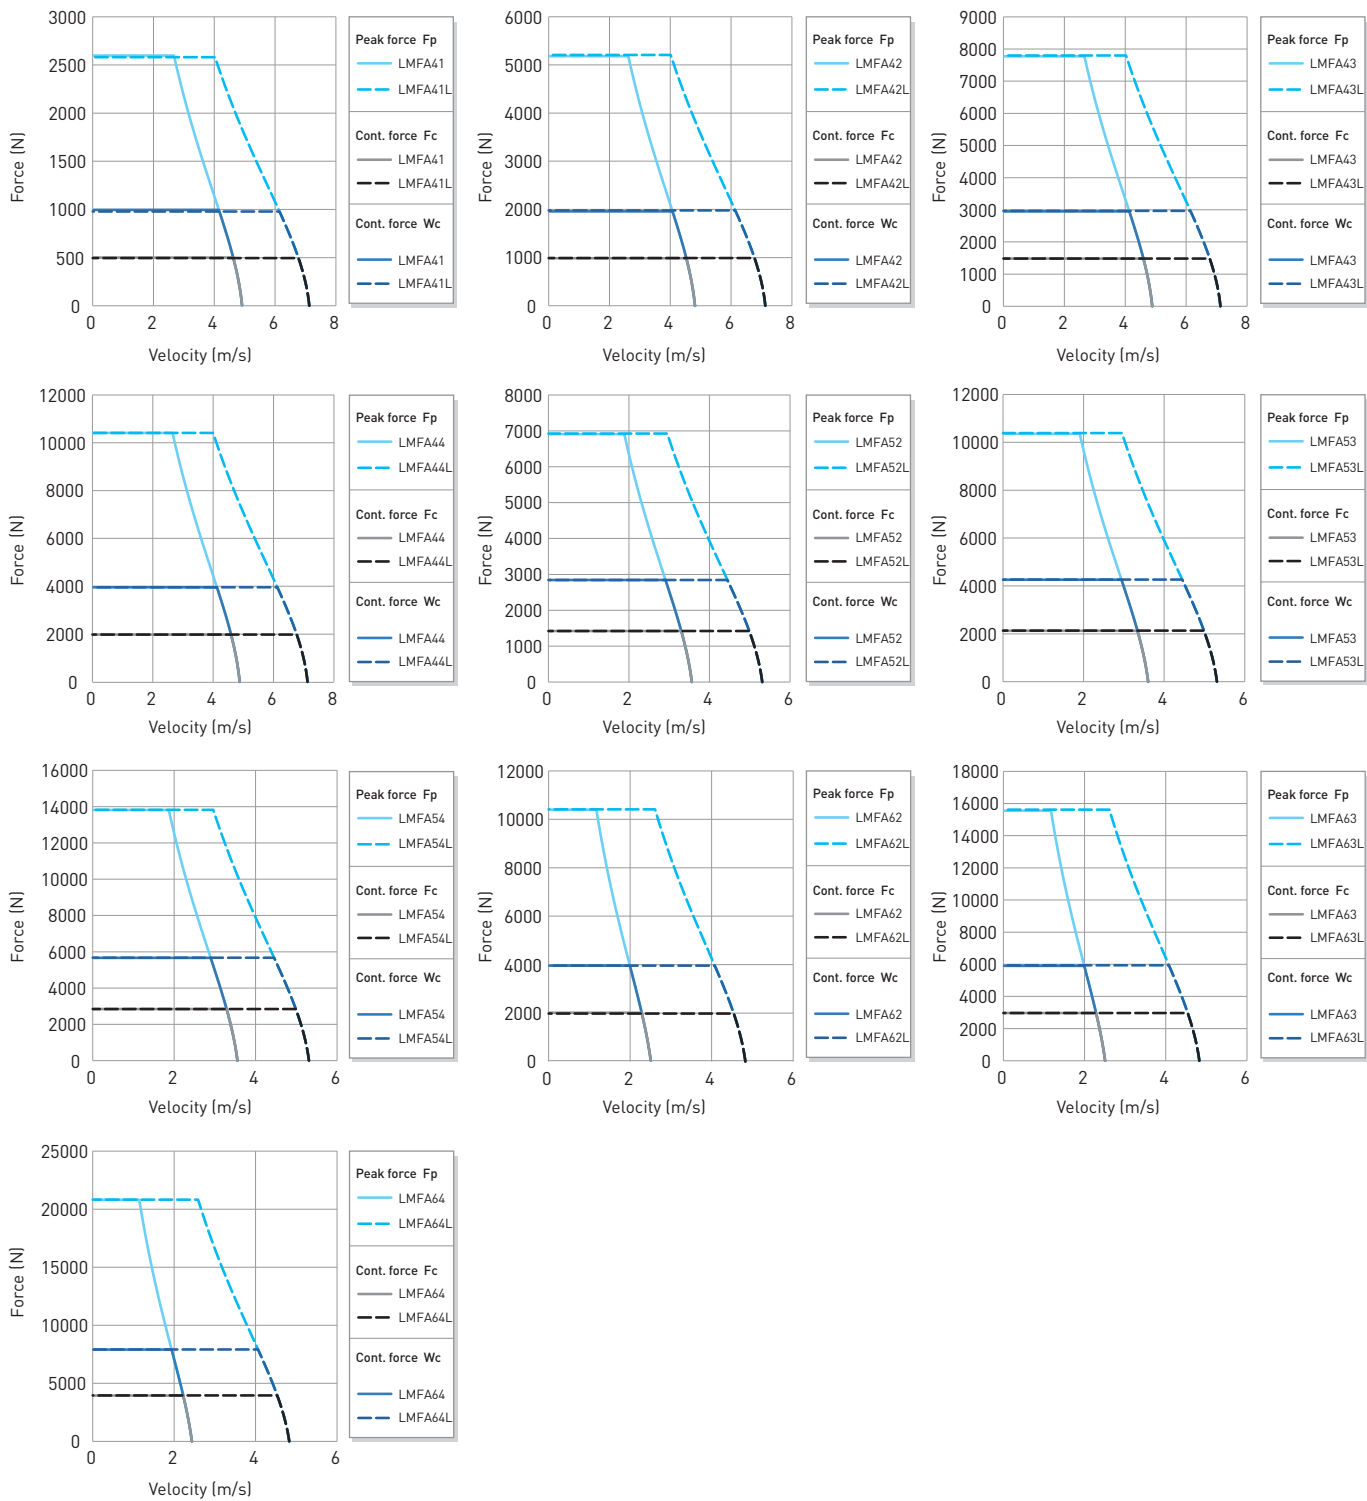 3000
2500
2000
1500
1000
500
0
0 2 4 6 8
Force (N)
Velocity (m/s)
Peak force Fp
LMFA41
LMFA41L
Cont. force Fc
LMFA41
LMFA41L
Cont. force Wc
LMFA41
LMFA41L
6000
5000
4000
3000
2000
1000
0
0 2 4 6 8
Force (N)
Velocity (m/s)
Peak force Fp
LMFA42
LMFA42L
Cont. force Fc
LMFA42
LMFA42L
Cont. force Wc
LMFA42
LMFA42L
9000
8000
7000
6000
5000
4000
3000
2000
1000
0
0 2 4 6 8
Force (N)
Velocity (m/s)
Peak force Fp
LMFA43
LMFA43L
Cont. force Fc
LMFA43
LMFA43L
Cont. force Wc
LMFA43
LMFA43L
12000
10000
8000
6000
4000
2000
0
0 2 4 6 8
Force (N)
Velocity (m/s)
Peak force Fp
LMFA44
LMFA44L
Cont. force Fc
LMFA44
LMFA44L
Cont. force Wc
LMFA44
LMFA44L
8000
7000
6000
5000
4000
3000
2000
1000
0
0 2 4 6
Force (N)
Velocity (m/s)
Peak force Fp
LMFA52
LMFA52L
Cont. force Fc
LMFA52
LMFA52L
Cont. force Wc
LMFA52
LMFA52L
12000
10000
8000
6000
4000
2000
0
0 2 4 6
Force (N)
Velocity (m/s)
Peak force Fp
LMFA53
LMFA53L
Cont. force Fc
LMFA53
LMFA53L
Cont. force Wc
LMFA53
LMFA53L
16000
14000
12000
10000
8000
6000
4000
2000
0
0 2 4 6
Force (N)
Velocity (m/s)
Peak force Fp
LMFA54
LMFA54L
Cont. force Fc
LMFA54
LMFA54L
Cont. force Wc
LMFA54
LMFA54L
12000
10000
8000
6000
4000
2000
0
0 2 4 6
Force (N)
Velocity (m/s)
Peak force Fp
LMFA62
LMFA62L
Cont. force Fc
LMFA62
LMFA62L
Cont. force Wc
LMFA62
LMFA62L
18000
16000
14000
12000
10000
8000
6000
4000
2000
0
0 2 4 6
Force (N)
Velocity (m/s)
Peak force Fp
LMFA63
LMFA63L
Cont. force Fc
LMFA63
LMFA63L
Cont. force Wc
LMFA63
LMFA63L
25000
20000
15000
10000
5000
0
0 2 4 6
Force (N)
Velocity (m/s)
Peak force Fp
LMFA64
LMFA64L
Cont. force Fc
LMFA64
LMFA64L
Cont. force Wc
LMFA64
LMFA64L